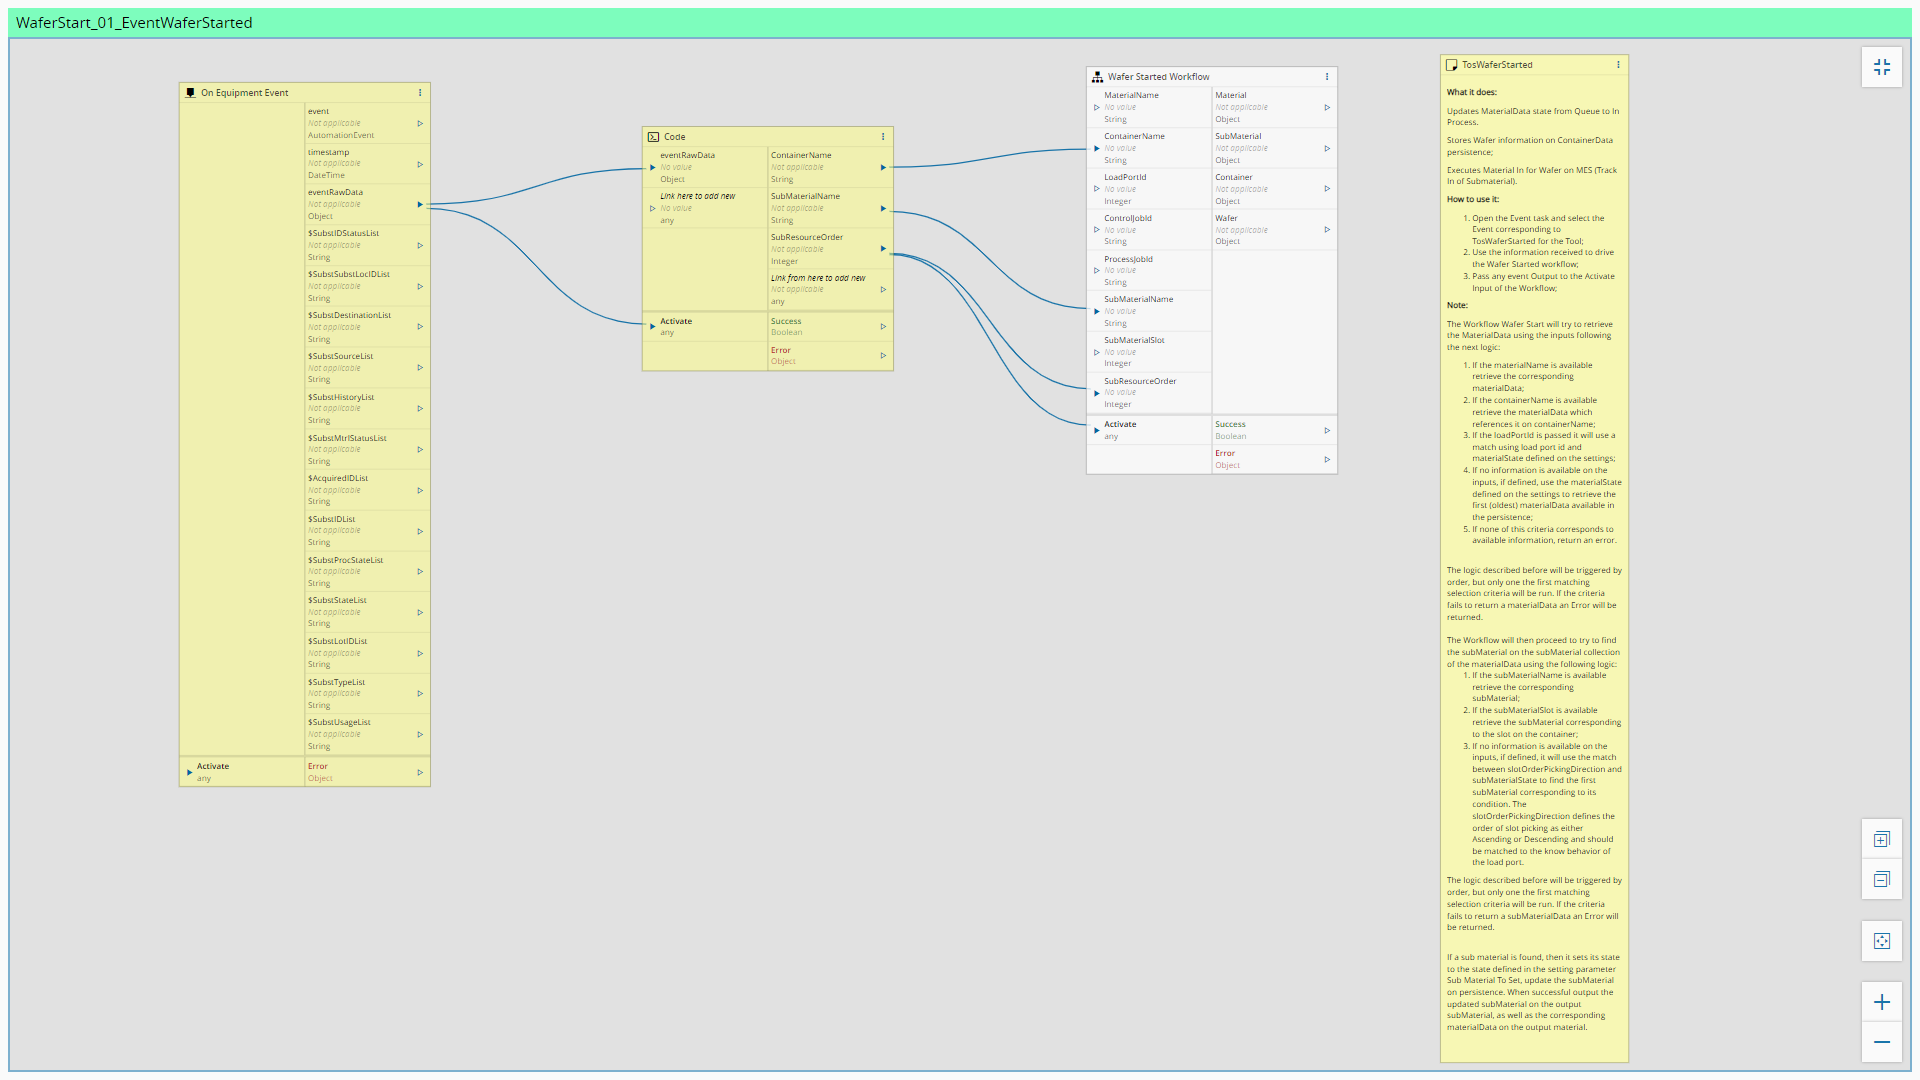 WaferStart_01_EventWaferStarted
On Equipment Event
event
Not applicable
AutomationEvent
timestamp
Not applicable
DateTime
eventRawData
Not applicable
Object
$SubstIDStatusList
Not applicable
String
$SubstSubstLocIDList
Not applicable
String
$SubstDestinationList
Not applicable
String
$SubstSourceList
Not applicable
String
$SubstHistoryList
Not applicable
String
$SubstMtrlStatusList
Not applicable
String
$AcquiredIDList
Not applicable
String
$SubstIDList
Not applicable
String
$SubstProcStateList
Not applicable
String
$SubstStateList
Not applicable
String
$SubstLotIDList
Not applicable
String
$SubstTypeList
Not applicable
String
$SubstUsageList
Not applicable
String
Activate
any
Error
Object
Code
eventRawData
No value
Object
Link here to add new
No value
any
ContainerName
Not applicable
String
SubMaterialName
Not applicable
String
SubResourceOrder
Not applicable
Integer
Link from here to add new
Not applicable
any
Activate
any
Success
Boolean
Error
Object
Wafer Started Workflow
MaterialName
No value
String
ContainerName
No value
String
LoadPortId
No value
Integer
ControlJobId
No value
String
ProcessJobId
No value
String
SubMaterialName
No value
String
SubMaterialSlot
No value
Integer
SubResourceOrder
No value
Integer
Material
Not applicable
Object
SubMaterial
Not applicable
Object
Container
Not applicable
Object
Wafer
Not applicable
Object
Activate
any
Success
Boolean
Error
Object
TosWaferStarted
What it does:
Updates MaterialData state from Queue to In
Process.
Stores Wafer information on ContainerData
persistence;
Executes Material In for Wafer on MES (Track
In of Submaterial).
How to use it:
1. Open the Event task and select the
Event corresponding to
TosWaferStarted for the Tool;
2. Use the information received to drive
the Wafer Started workflow;
3. Pass any event Output to the Activate
Input of the Workflow;
Note:
The Workflow Wafer Start will try to retrieve
the MaterialData using the inputs following
the next logic:
1. If the materialName is available
retrieve the corresponding
materialData;
2. If the containerName is available
retrieve the materialData which
references it on containerName;
3. If the loadPortId is passed it will use a
match using load port id and
materialState defined on the settings;
4. If no information is available on the
inputs, if defined, use the materialState
defined on the settings to retrieve the
first (oldest) materialData available in
the persistence;
5. If none of this criteria corresponds to
available information, return an error.
The logic described before will be triggered by
order, but only one the first matching
selection criteria will be run. If the criteria
fails to return a materialData an Error will be
returned.
The Workflow will then proceed to try to find
the subMaterial on the subMaterial collection
of the materialData using the following logic:
1. If the subMaterialName is available
retrieve the corresponding
subMaterial;
2. If the subMaterialSlot is available
retrieve the subMaterial corresponding
to the slot on the container;
3. If no information is available on the
inputs, if defined, it will use the match
between slotOrderPickingDirection and
subMaterialState to find the first
subMaterial corresponding to its
condition. The
slotOrderPickingDirection defines the
order of slot picking as either
Ascending or Descending and should
be matched to the know behavior of
the load port.
The logic described before will be triggered by
order, but only one the first matching
selection criteria will be run. If the criteria
fails to return a subMaterialData an Error will
be returned.
If a sub material is found, then it sets its state
to the state defined in the setting parameter
Sub Material To Set, update the subMaterial
on persistence. When successful output the
updated subMaterial on the output
subMaterial, as well as the corresponding
materialData on the output material.